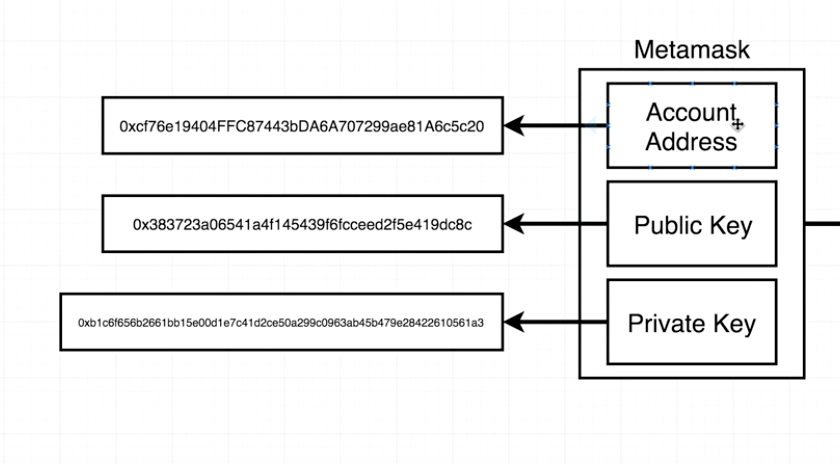 Metamask
0xcf76e19404FFC87443bDA6A707299ae81A6c5c20
Account
Address
0x383723a06541a4f145439f6fcceed2f5e419dc8c
Public Key
0xb1c6f656b2661bb15e00d1e7c41d2ce50a299c0963ab45b479e28422610561a3
Private Key